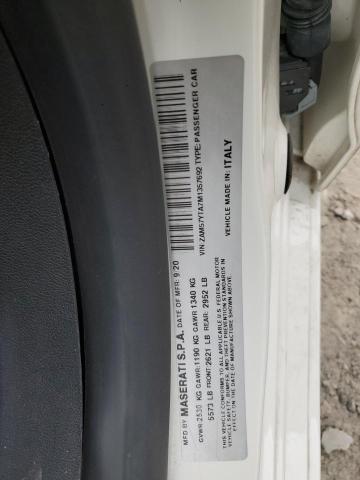 MFD BY:
MASERATI S.P.A.
DATE OF MFR: 9/20
GVWR:2530 KG GAWR:1190 KG GAWR 1340 KG
5573 LB FRONT:2621 LB REAR: 2952 LB
THIS VEHICLE CONFORMS TO ALL APPLICABLE U.S. FEDERAL MOTOR
VEHICLE SAFETY, BUMPER, AND THEFT PREVENTION STANDARDS IN
EFFECT ON THE DATE OF MANUFACTURE SHOWN ABOVE
VIN ZAM57YTA7M1357692 TYPE:PASSENGER CAR
VEHICLE MADE IN: ITALY